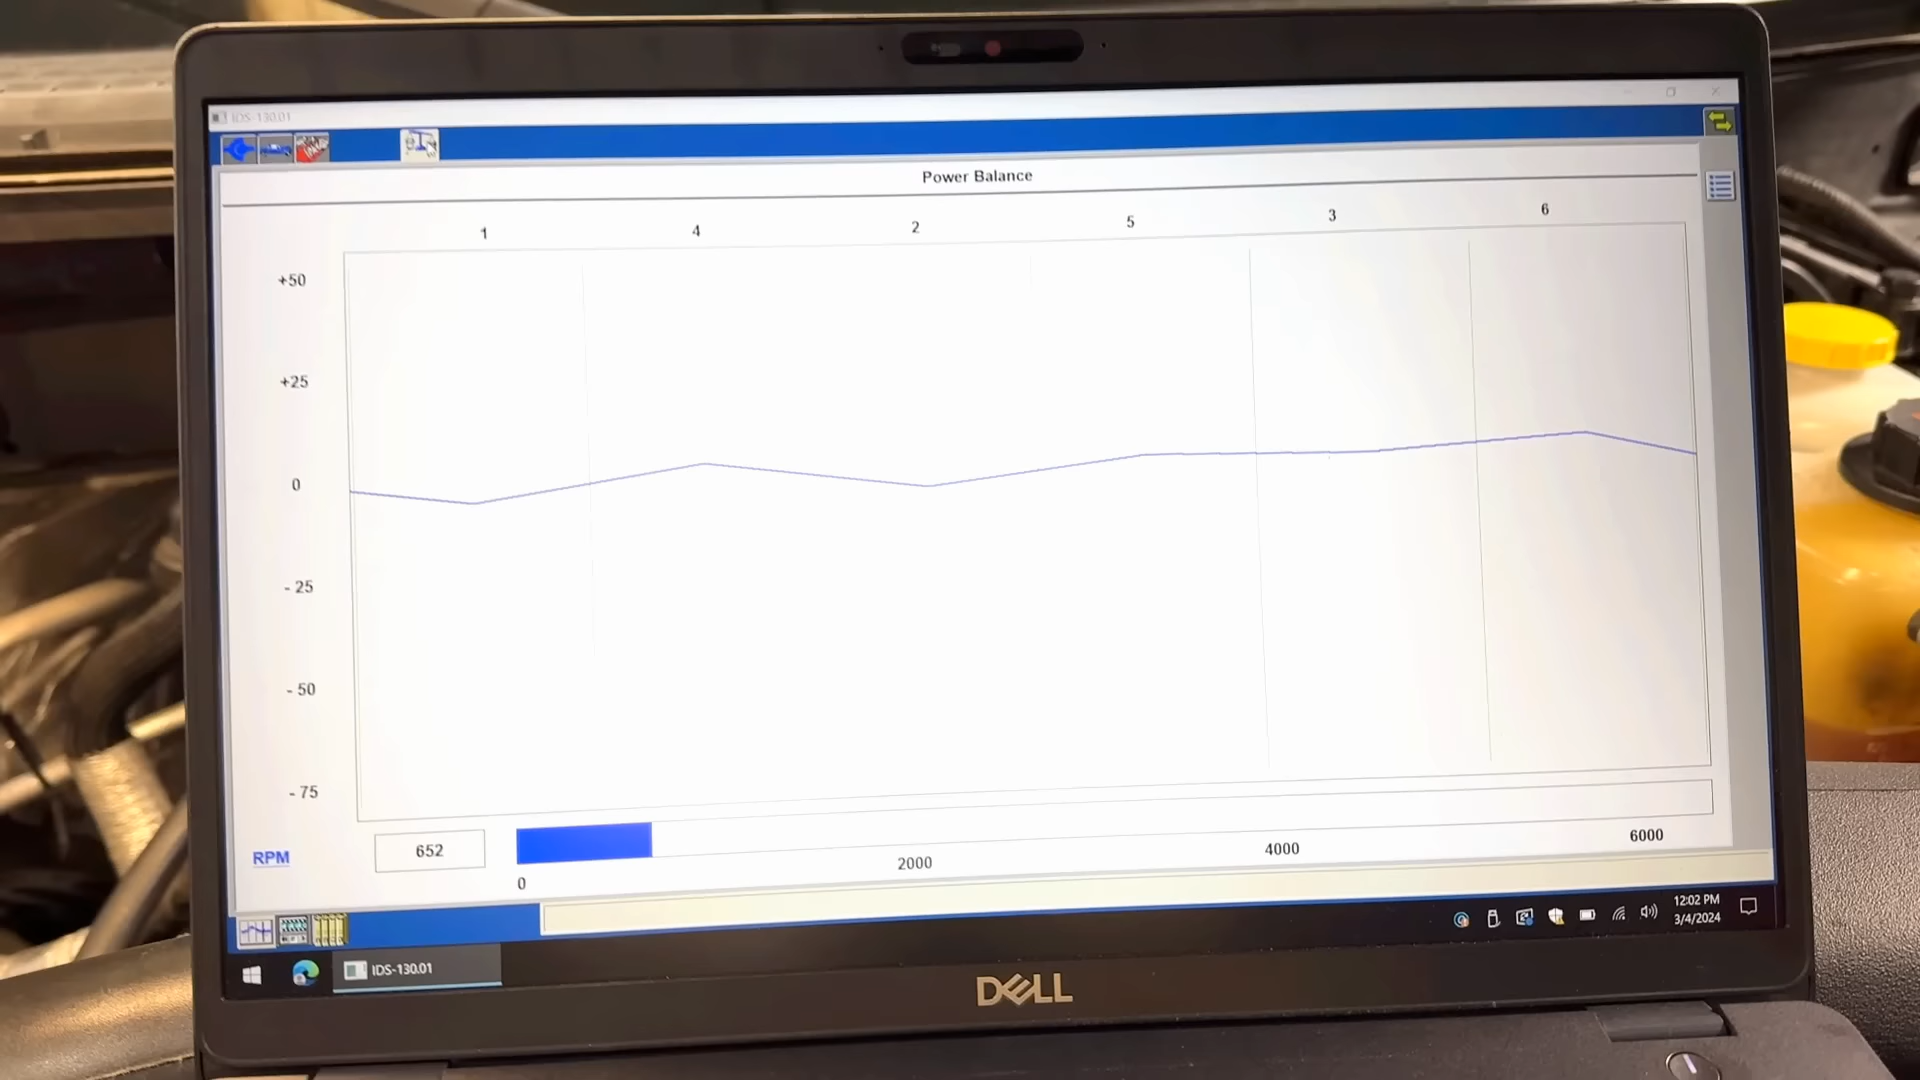 IDS-130.01
Power Balance
1 4 2 5 3 6
+50
+25
0
- 25
- 50
- 75
RPM 652
0 2000 4000 6000
12:02 PM
3/4/2024
IDS-130.01
DELL